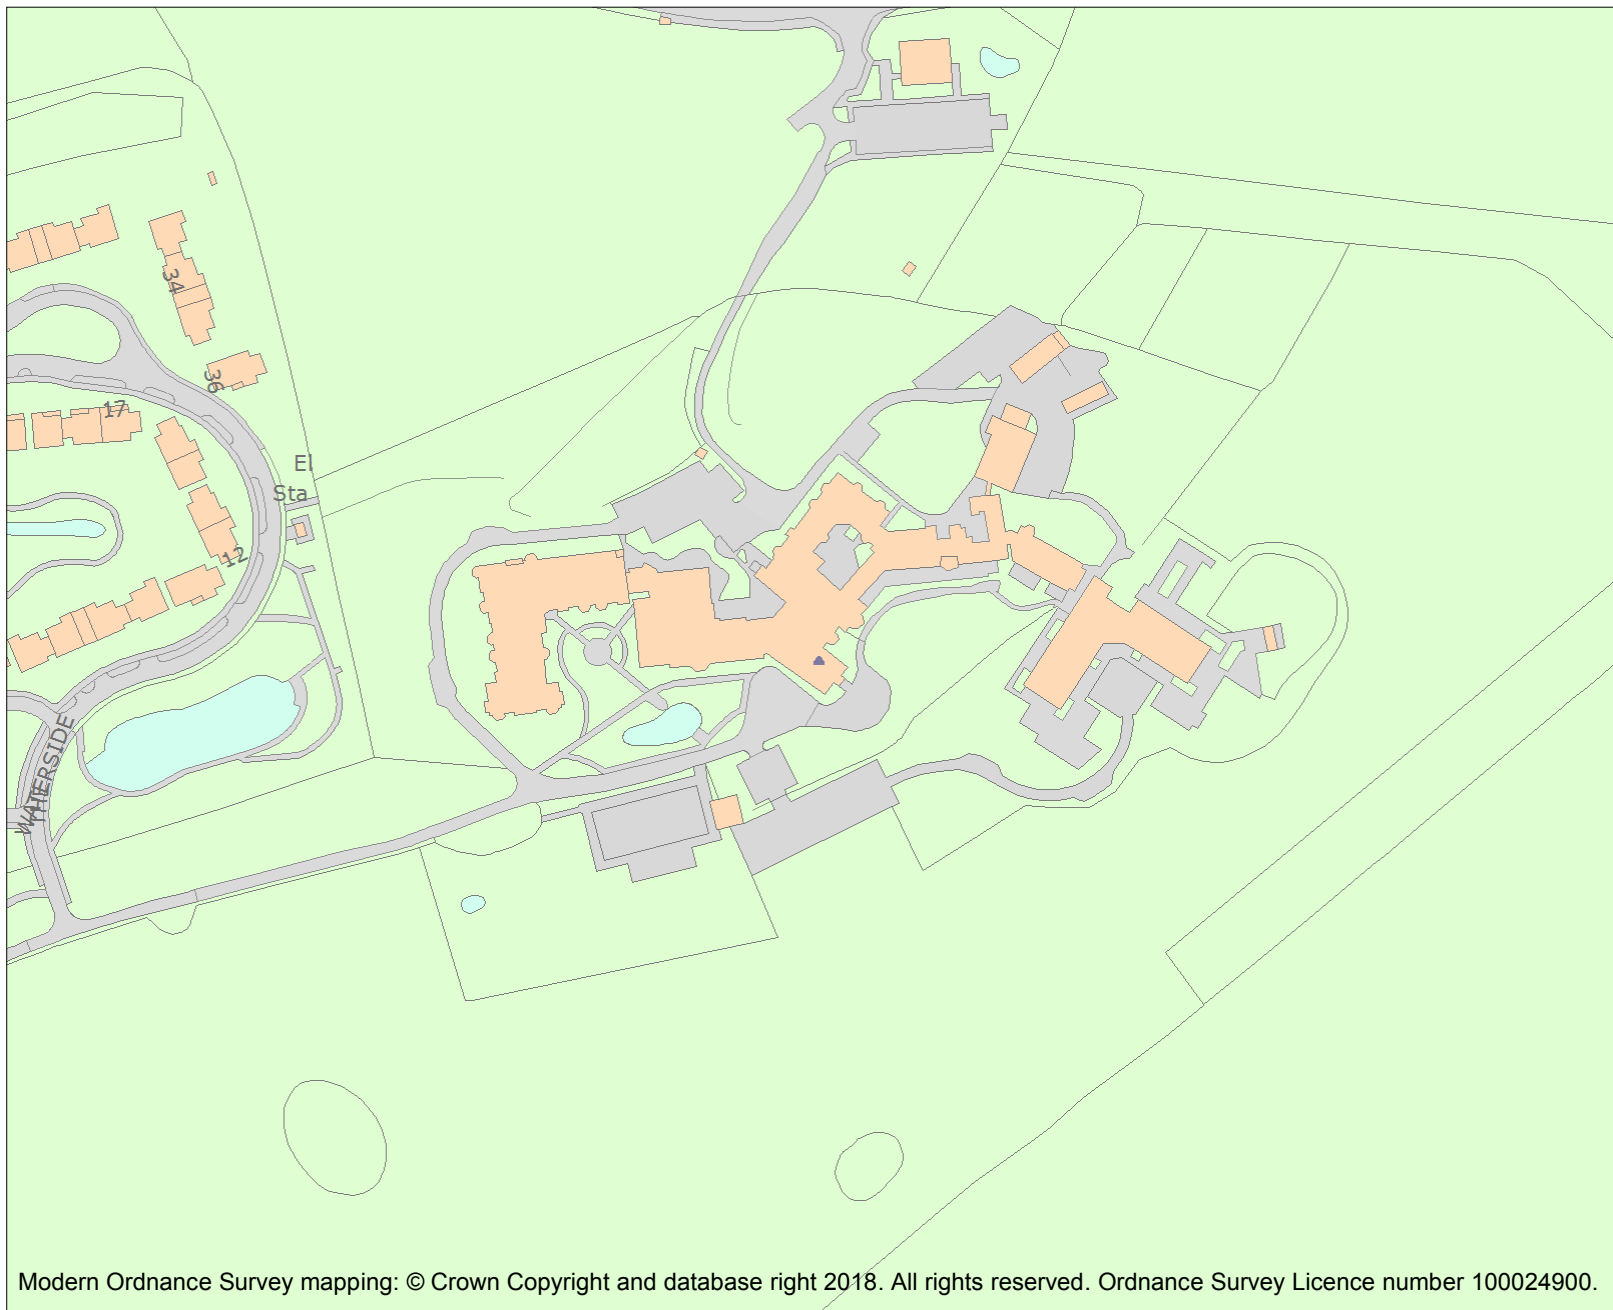 34
36
17
El
Sta
12
WATERSIDE
Modern Ordnance Survey mapping: © Crown Copyright and database right 2018. All rights reserved. Ordnance Survey Licence number 100024900.